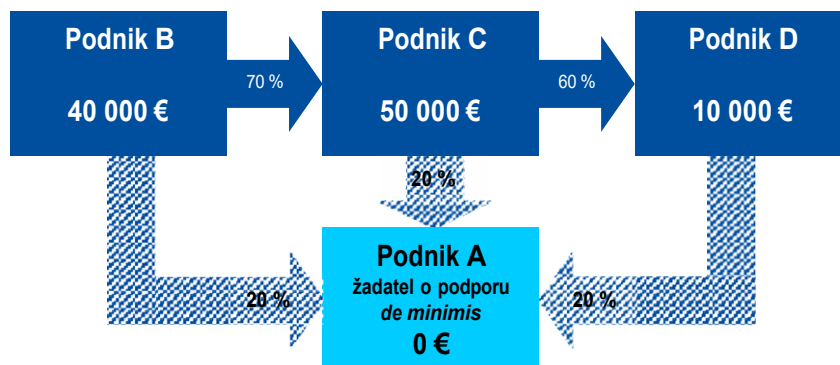 Podnik B
40 000 €
70 %
Podnik C
50 000 €
60 %
Podnik D
10 000 €
20 %
20 %
Podnik A
žadatel o podporu
de minimis
0 €
20 %